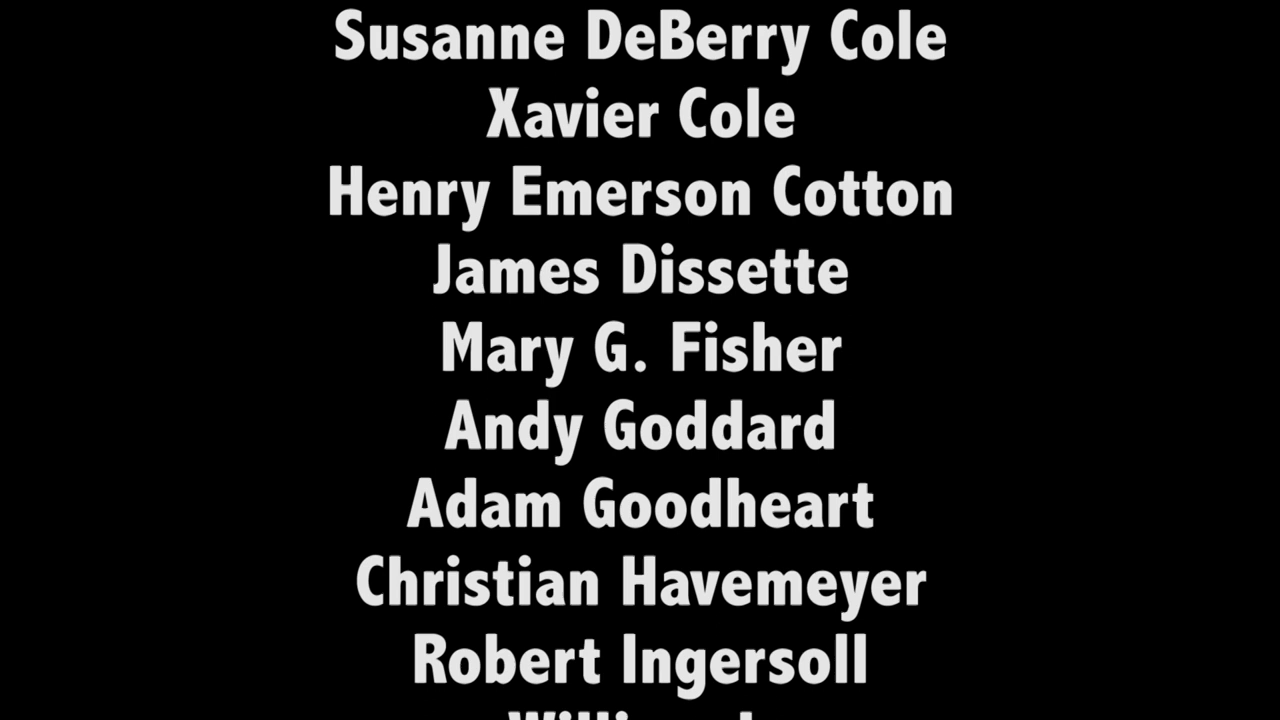 Susanne DeBerry Cole
Xavier Cole
Henry Emerson Cotton
James Dissette
Mary G. Fisher
Andy Goddard
Adam Goodheart
Christian Havemeyer
Robert Ingersoll